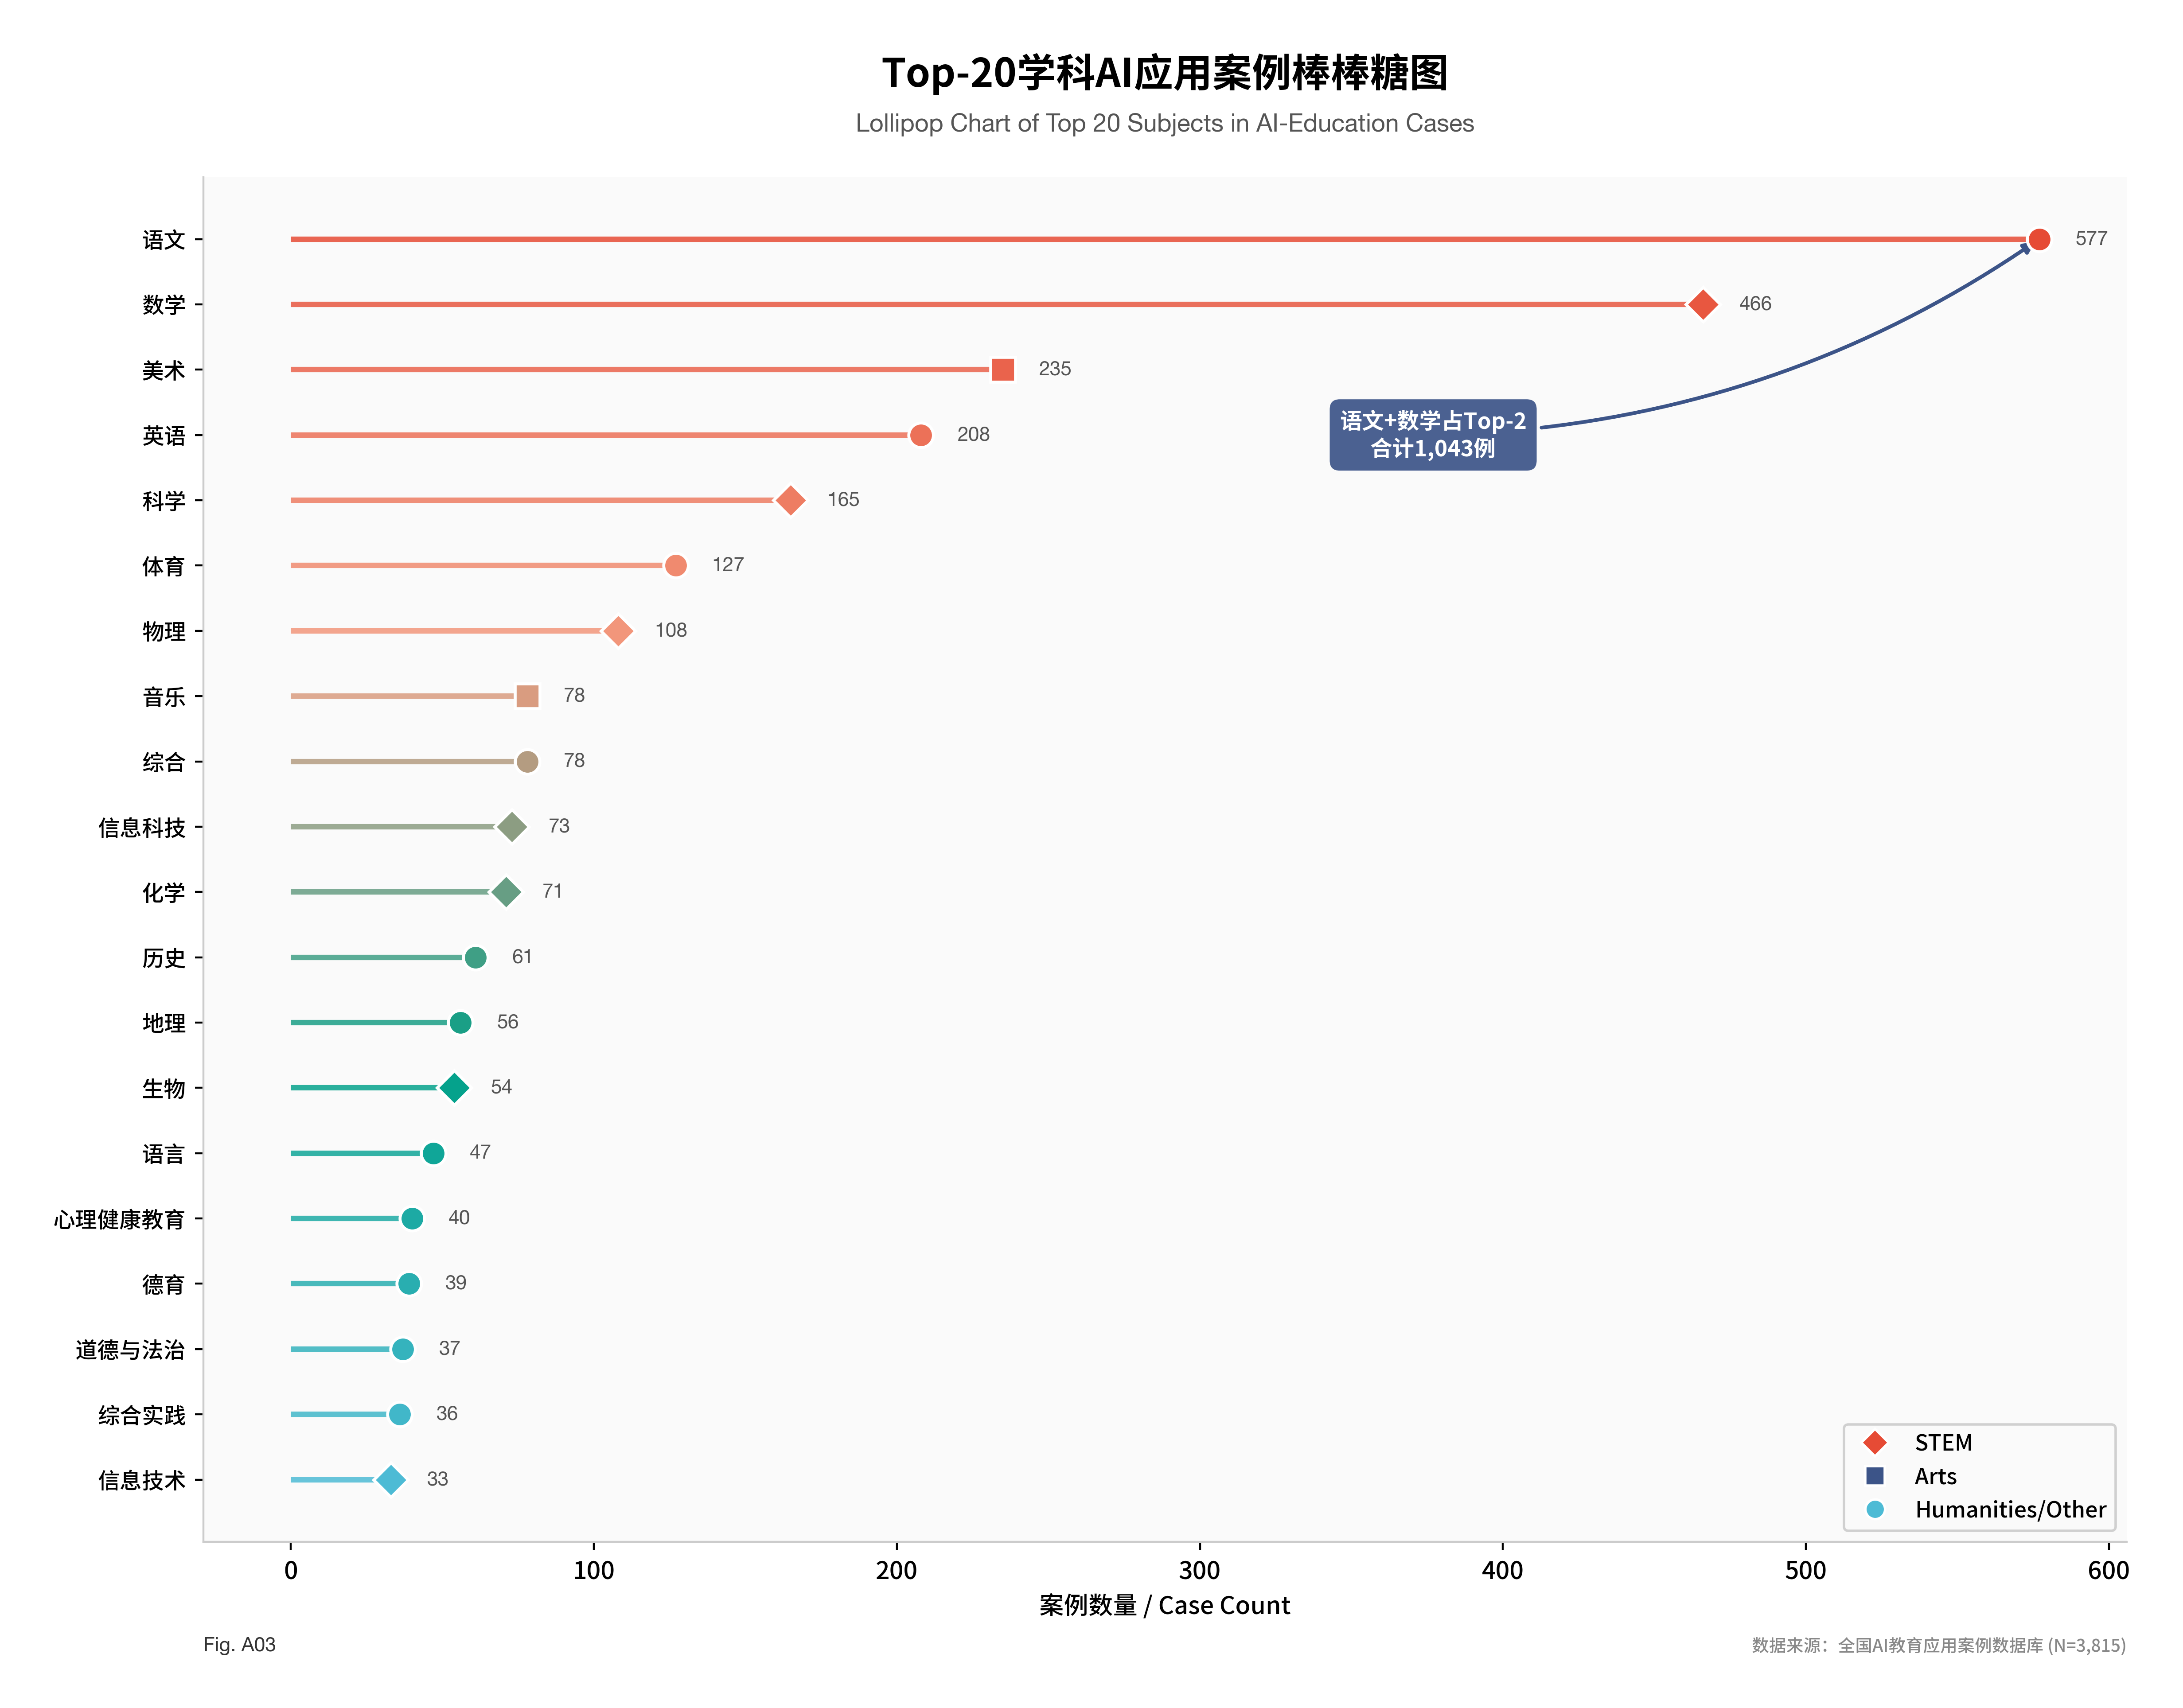 Top-20学科AI应用案例棒棒糖图
Lollipop Chart of Top 20 Subjects in AI-Education Cases
语文 577
数学 466
美术 235
英语 208
语文+数学占Top-2
合计1,043例
科学 165
体育 127
物理 108
音乐 78
综合 78
信息科技 73
化学 71
历史 61
地理 56
生物 54
语言 47
心理健康教育 40
德育 39
道德与法治 37
综合实践 36
信息技术 33
STEM
Arts
Humanities/Other
0 100 200 300 400 500 600
案例数量 / Case Count
Fig. A03
数据来源：全国AI教育应用案例数据库 (N=3,815)